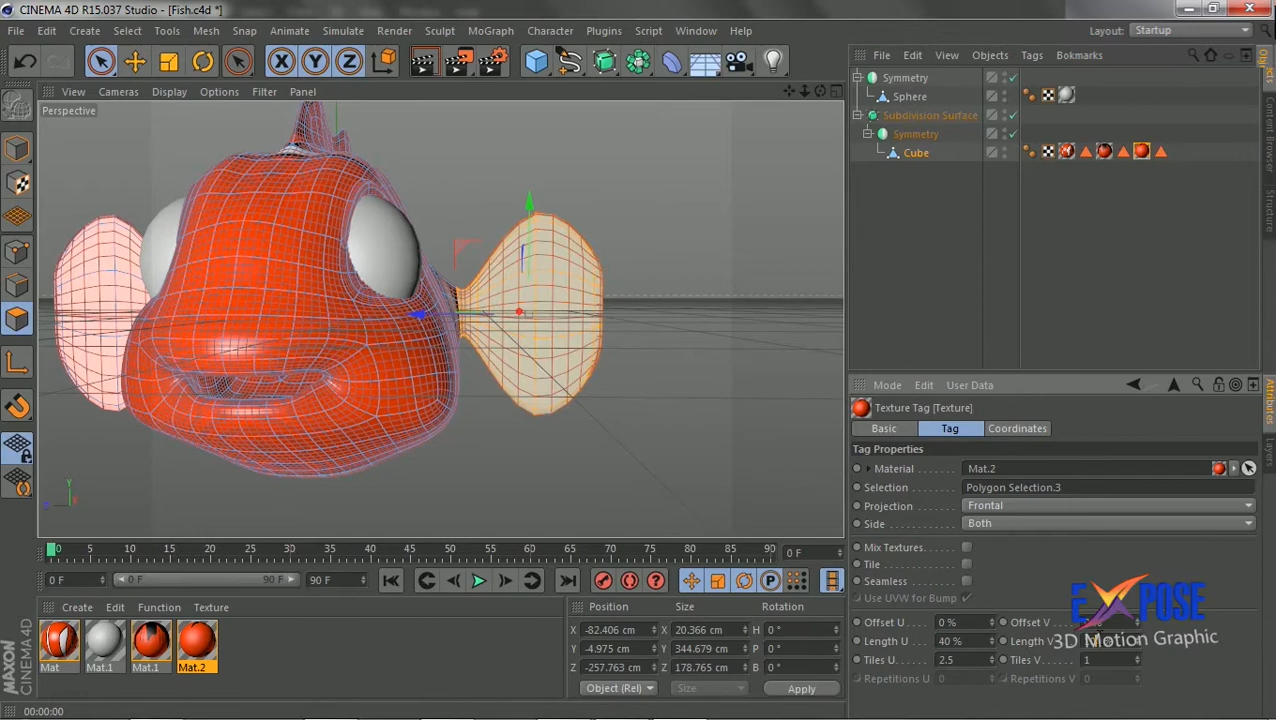 CINEMA 4D R15.037 Studio - [Fish.c4d *]
File Edit Create Select Tools Mesh Snap Animate Simulate Render Sculpt MoGraph Character Plugins Script Window Help
Layout: Startup
X Y Z
File Edit View Objects Tags Bokmarks
Symmetry
Sphere
Subdivision Surface
Symmetry
Cube
Objects
Content Browser
Structure
View Cameras Display Options Filter Panel
Perspective
Y
X
Z
Mode Edit User Data
Attributes
Layers
Texture Tag [Texture]
Basic Tag Coordinates
Tag Properties
Material Mat.2
Selection Polygon Selection.3
Projection Frontal
Side Both
Mix Textures
Tile
Seamless
Use UVW for Bump
Offset U 0 % Offset V
Length U 40 % Length V
Tiles U 2.5 Tiles V 1
Repetitions U 0 Repetitions V 0
EXPOSE
3D Motion Graphic
0 5 10 15 20 25 30 35 40 45 50 55 60 65 70 75 80 85 90 0 F
0 F 0 F 90 F 90 F
P
Create Edit Function Texture
Mat Mat.1 Mat.1 Mat.2
Position Size Rotation
X -82.406 cm X 20.366 cm H 0 °
Y -4.975 cm Y 344.679 cm P 0 °
Z -257.763 cm Z 178.765 cm B 0 °
Object (Rel) Size Apply
MAXON
CINEMA 4D
00:00:00